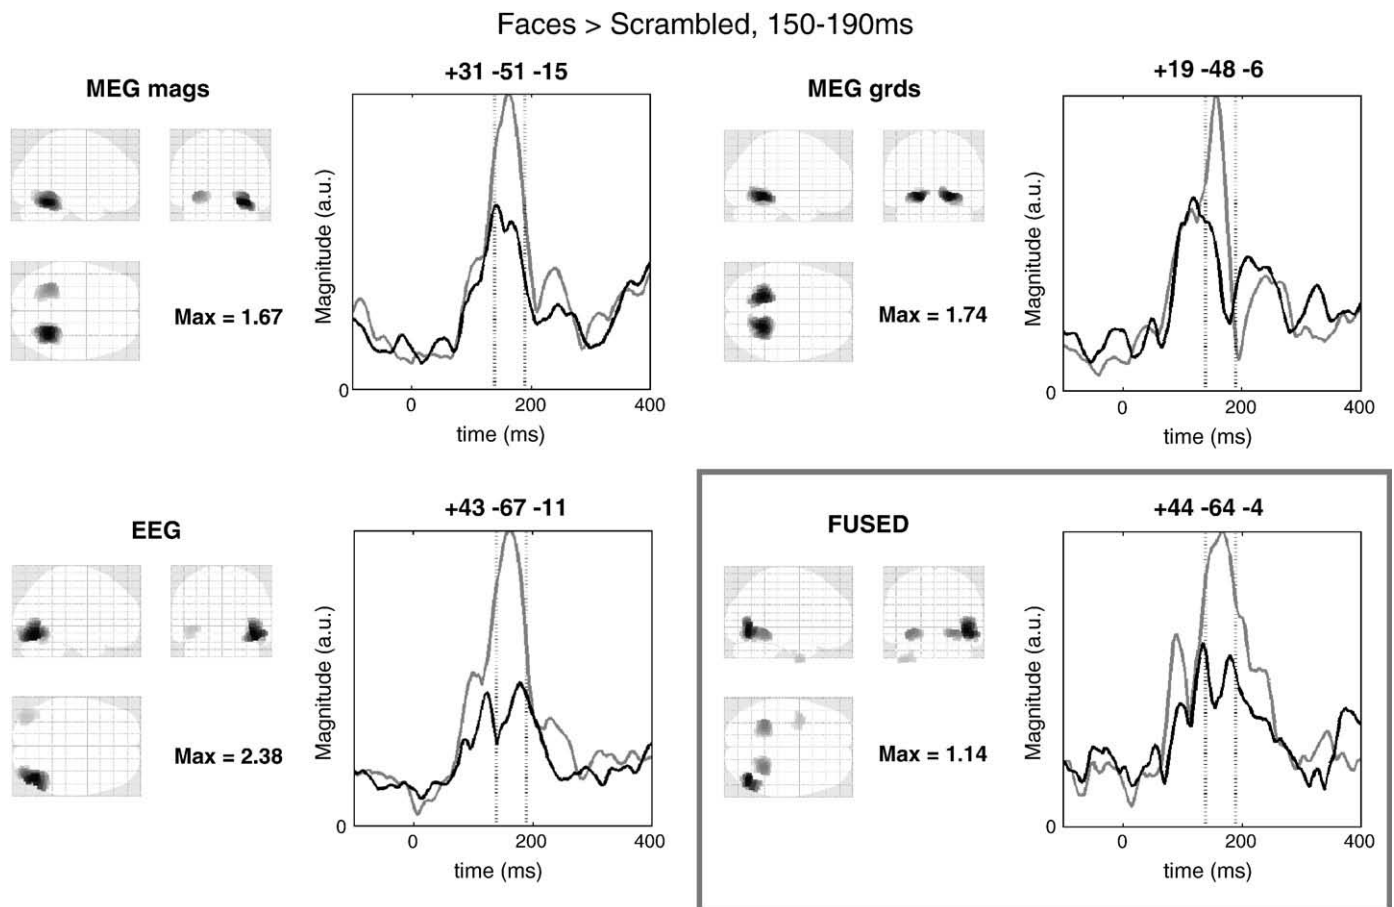 Faces > Scrambled, 150-190ms
MEG mags
+31 -51 -15
Max = 1.67
Magnitude (a.u.)
0
0 200 400
time (ms)
MEG grds
+19 -48 -6
Max = 1.74
Magnitude (a.u.)
0
0 200 400
time (ms)
EEG
+43 -67 -11
Max = 2.38
Magnitude (a.u.)
0
0 200 400
time (ms)
FUSED
+44 -64 -4
Max = 1.14
Magnitude (a.u.)
0
0 200 400
time (ms)